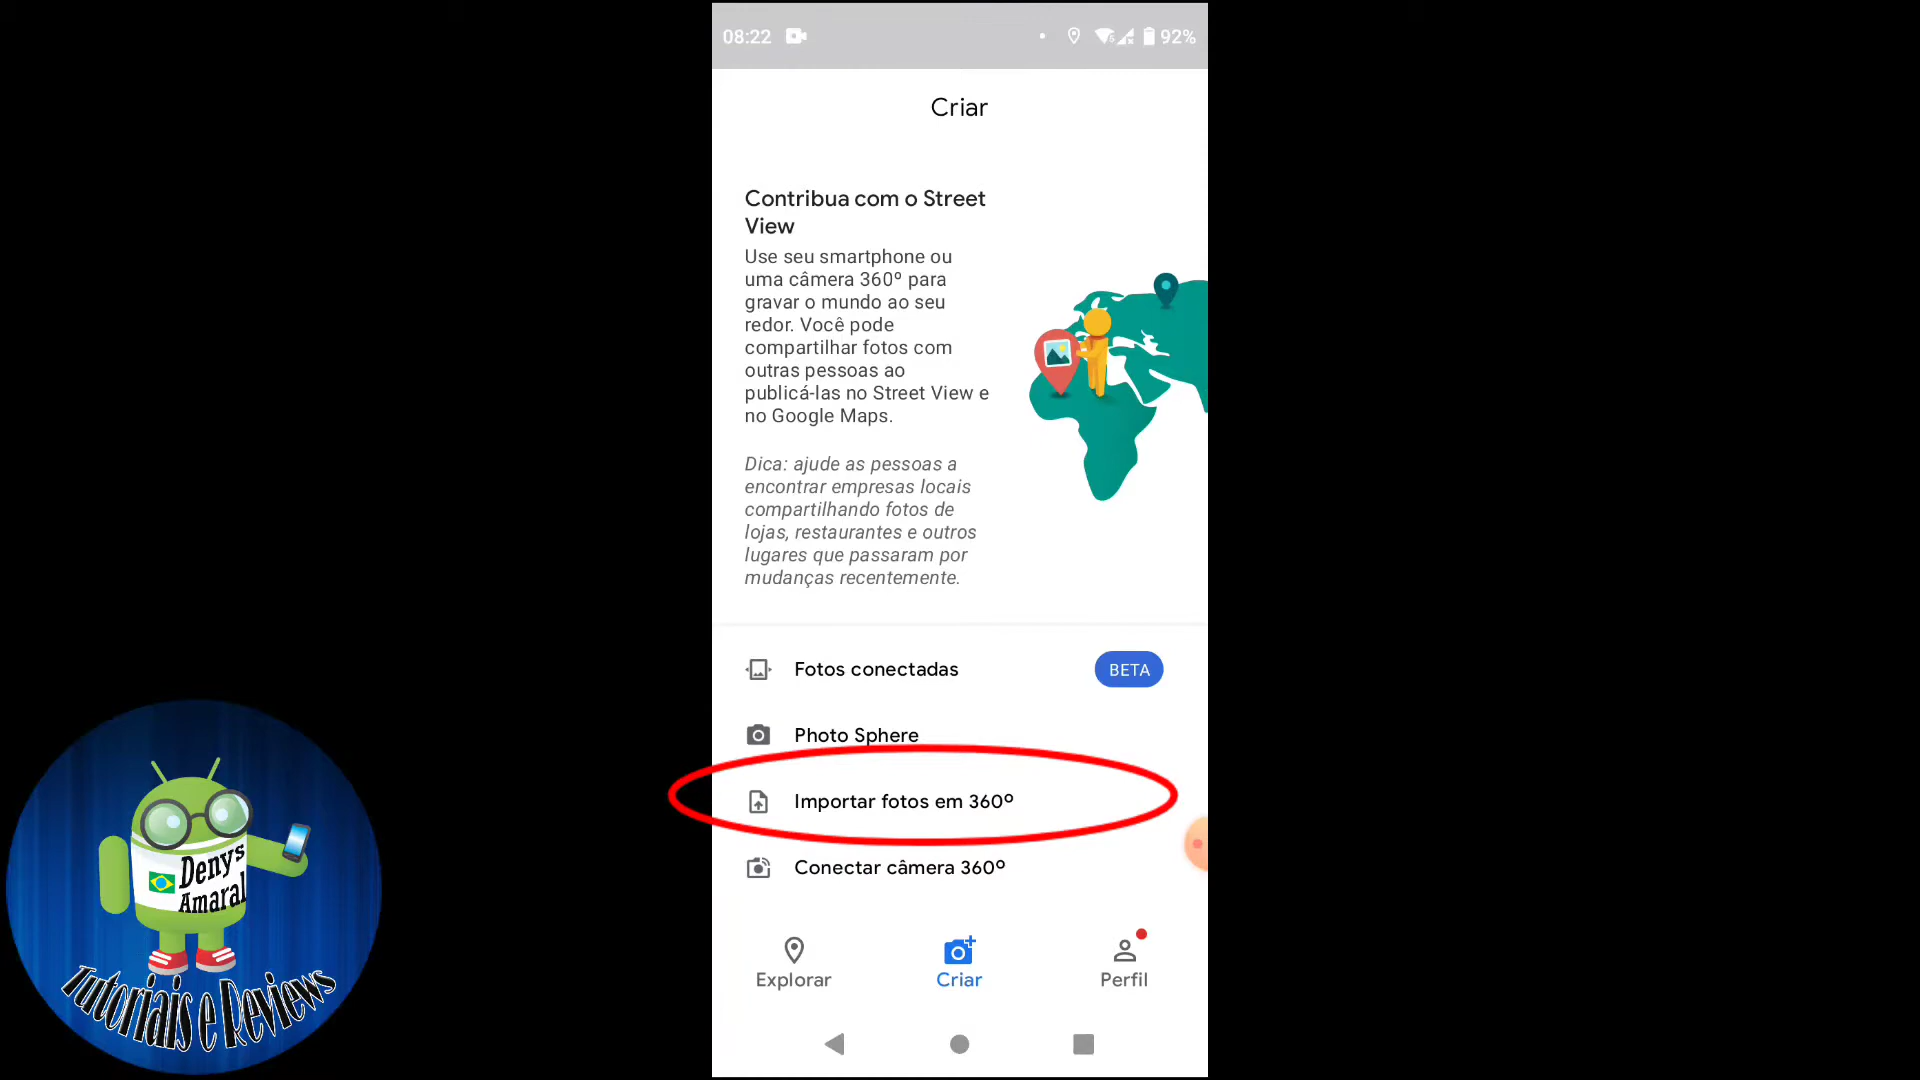 08:22
92%
Criar
Contribua com o Street
View
Use seu smartphone ou
uma câmera 360º para
gravar o mundo ao seu
redor. Você pode
compartilhar fotos com
outras pessoas ao
publicá-las no Street View e
no Google Maps.
Dica: ajude as pessoas a
encontrar empresas locais
compartilhando fotos de
lojas, restaurantes e outros
lugares que passaram por
mudanças recentemente.
Fotos conectadas
BETA
Photo Sphere
Importar fotos em 360º
Conectar câmera 360º
Explorar
Criar
Perfil
Denys
Amaral
Tutoriais e Reviews